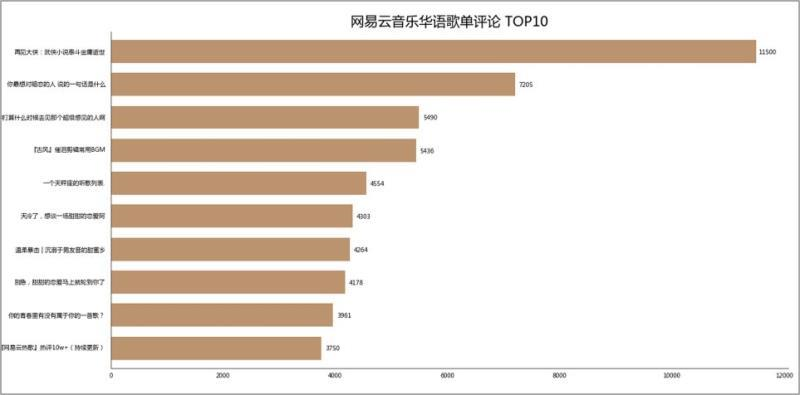 网易云音乐华语歌单评论 TOP10
再见大侠：武侠小说泰斗金庸逝世
11500
你最想对暗恋的人 说的一句话是什么
7205
打算什么时候去见那个超级想见的人啊
5490
『古风』催泪剪辑常用BGM
5436
一个天秤座的听歌列表.
4554
天冷了，想谈一场甜甜的恋爱阿
4303
温柔暴击 | 沉溺于男友音的甜蜜乡
4264
别急，甜甜的恋爱马上就轮到你了
4178
你的青春里有没有属于你的一首歌？
3961
『网易云热歌』热评10w+（持续更新）
3750
0
2000
4000
6000
8000
10000
12000